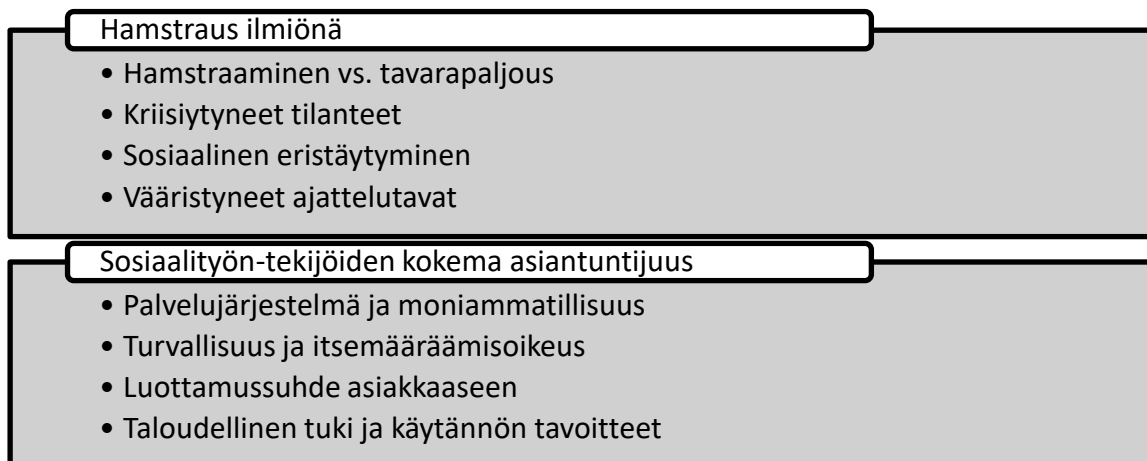 Hamstraus ilmiönä
• Hamstraaminen vs. tavarapaljous
• Kriisiytyneet tilanteet
• Sosiaalinen eristäytyminen
• Vääristyneet ajattelutavat
Sosiaalityön-tekijöiden kokema asiantuntijuus
• Palvelujärjestelmä ja moniammatillisuus
• Turvallisuus ja itsemääräämisoikeus
• Luottamussuhde asiakkaaseen
• Taloudellinen tuki ja käytännön tavoitteet